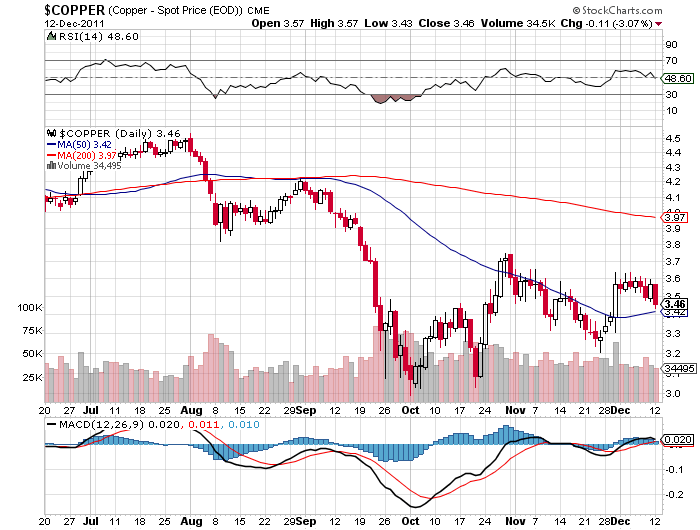 $COPPER (Copper - Spot Price (EOD)) CME
© StockCharts.com
12-Dec-2011
Open 3.57 High 3.57 Low 3.43 Close 3.46 Volume 34.5K Chg -0.11 (-3.07%)
RSI(14) 48.60
90
70
48.60
30
10
$COPPER (Daily) 3.46
MA(50) 3.42
MA(200) 3.97
Volume 34,495
4.5
4.4
4.3
4.2
4.1
3.97
3.9
3.8
3.7
3.6
3.5
3.46
3.42
3.3
3.2
34495
3.1
3.0
100K
75K
50K
25K
20 27 Jul 11 18 25 Aug 8 15 22 29 Sep 12 19 26 Oct 10 17 24 Nov 7 14 21 28 Dec 12
MACD(12,26,9) 0.020, 0.011, 0.010
0.020
-0.1
-0.2
20 27 Jul 11 18 25 Aug 8 15 22 29 Sep 12 19 26 Oct 10 17 24 Nov 7 14 21 28 Dec 12